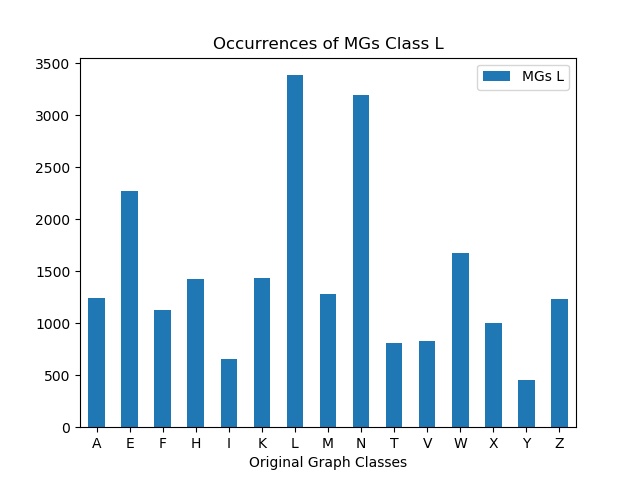 Occurrences of MGs Class L
MGs L
3500
3000
2500
2000
1500
1000
500
0
A E F H I K L M N T V W X Y Z
Original Graph Classes